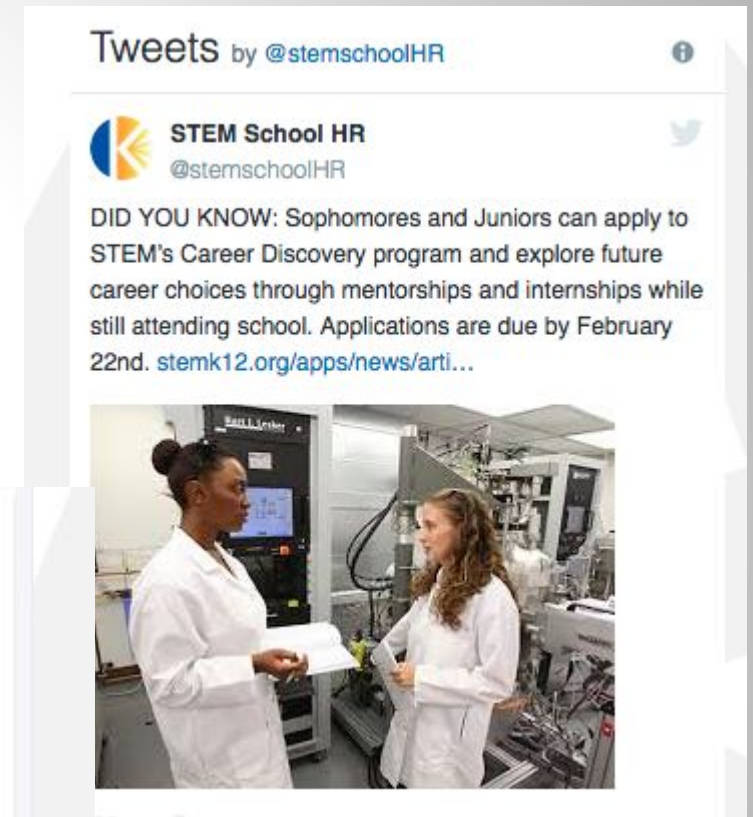 Tweets by @stemschoolHR
STEM School HR
@stemschoolHR
DID YOU KNOW: Sophomores and Juniors can apply to
STEM's Career Discovery program and explore future
career choices through mentorships and internships while
still attending school. Applications are due by February
22nd. stemk12.org/apps/news/arti...
Kurt J. Lesker